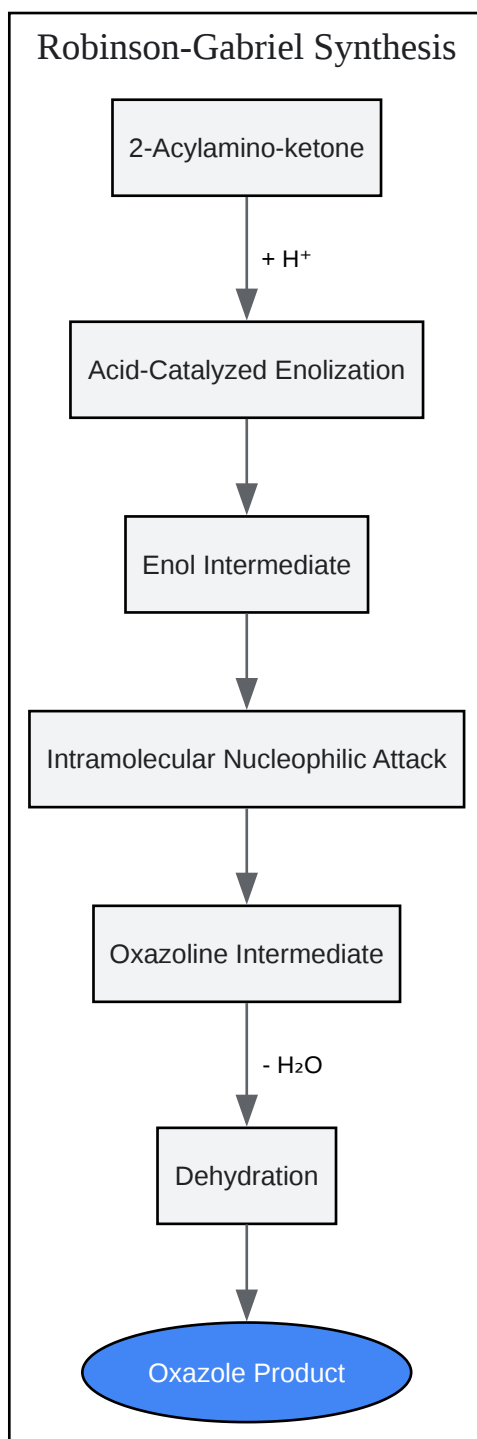 Robinson-Gabriel Synthesis
2-Acylamino-ketone
+ H⁺
Acid-Catalyzed Enolization
Enol Intermediate
Intramolecular Nucleophilic Attack
Oxazoline Intermediate
- H₂O
Dehydration
Oxazole Product